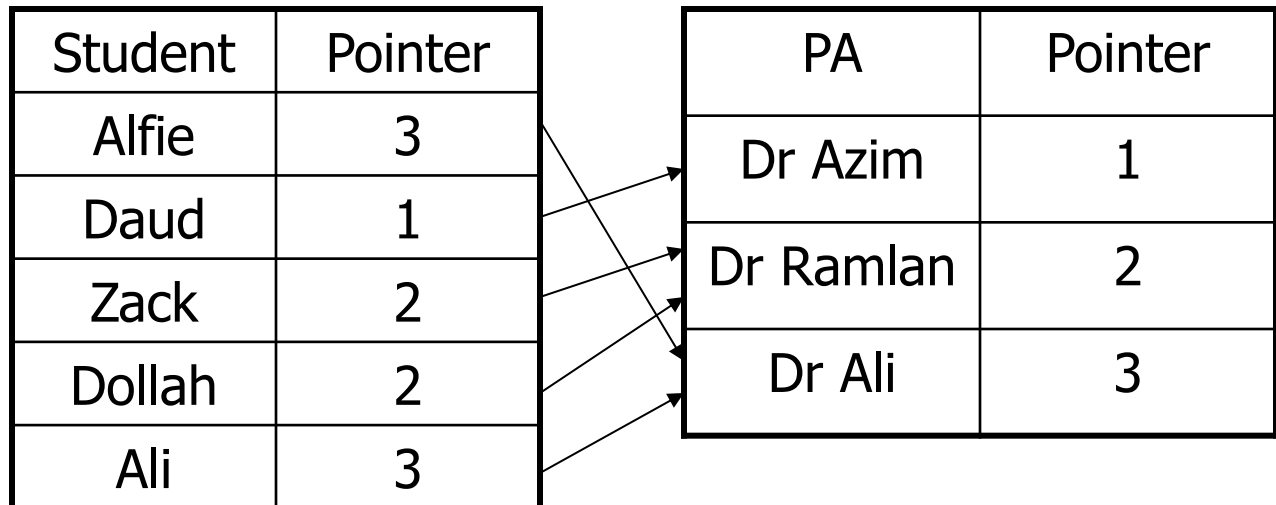 Student Pointer
Alfie 3
Daud 1
Zack 2
Dollah 2
Ali 3
PA Pointer
Dr Azim 1
Dr Ramlan 2
Dr Ali 3